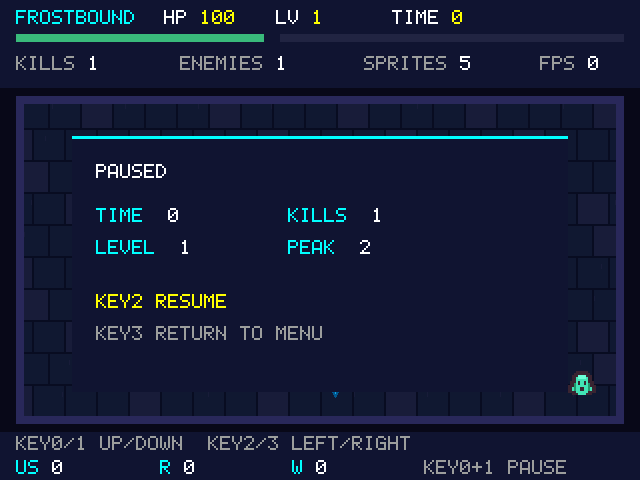 FROSTBOUND HP 100 LV 1 TIME 0
KILLS 1 ENEMIES 1 SPRITES 5 FPS 0
PAUSED
TIME 0 KILLS 1
LEVEL 1 PEAK 2
KEY2 RESUME
KEY3 RETURN TO MENU
KEY0/1 UP/DOWN KEY2/3 LEFT/RIGHT
US 0 R 0 W 0 KEY0+1 PAUSE